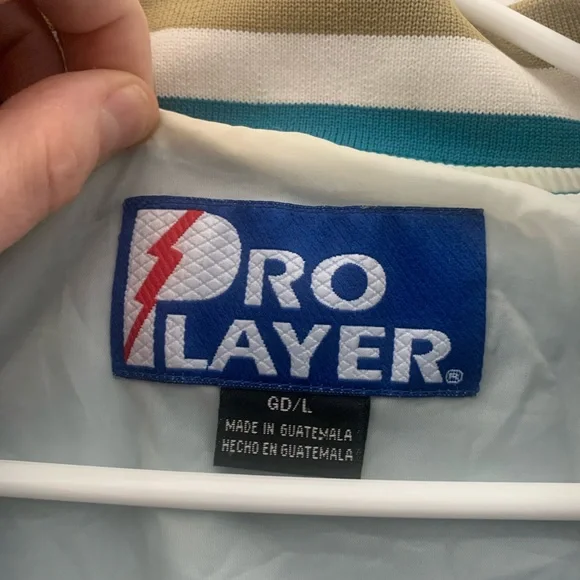 PRO
PLAYER®
GD/L
MADE IN GUATEMALA
HECHO EN GUATEMALA